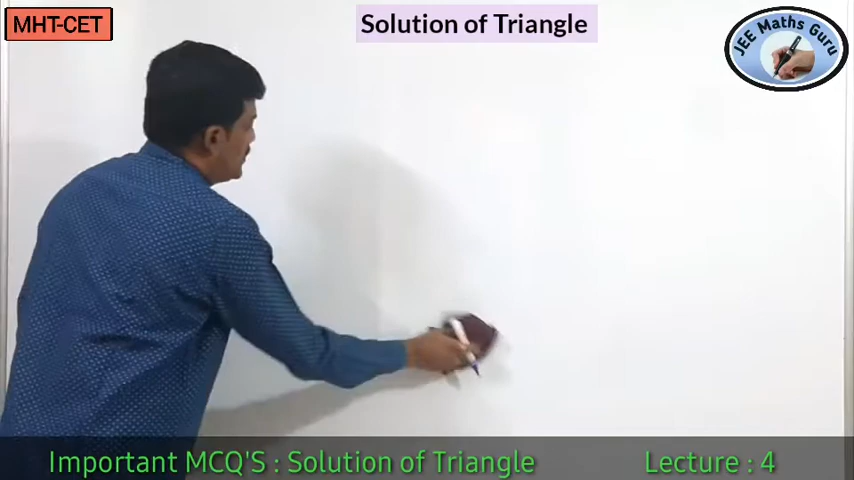 MHT-CET
Solution of Triangle
JEE Maths Guru
Important MCQ'S : Solution of Triangle Lecture : 4